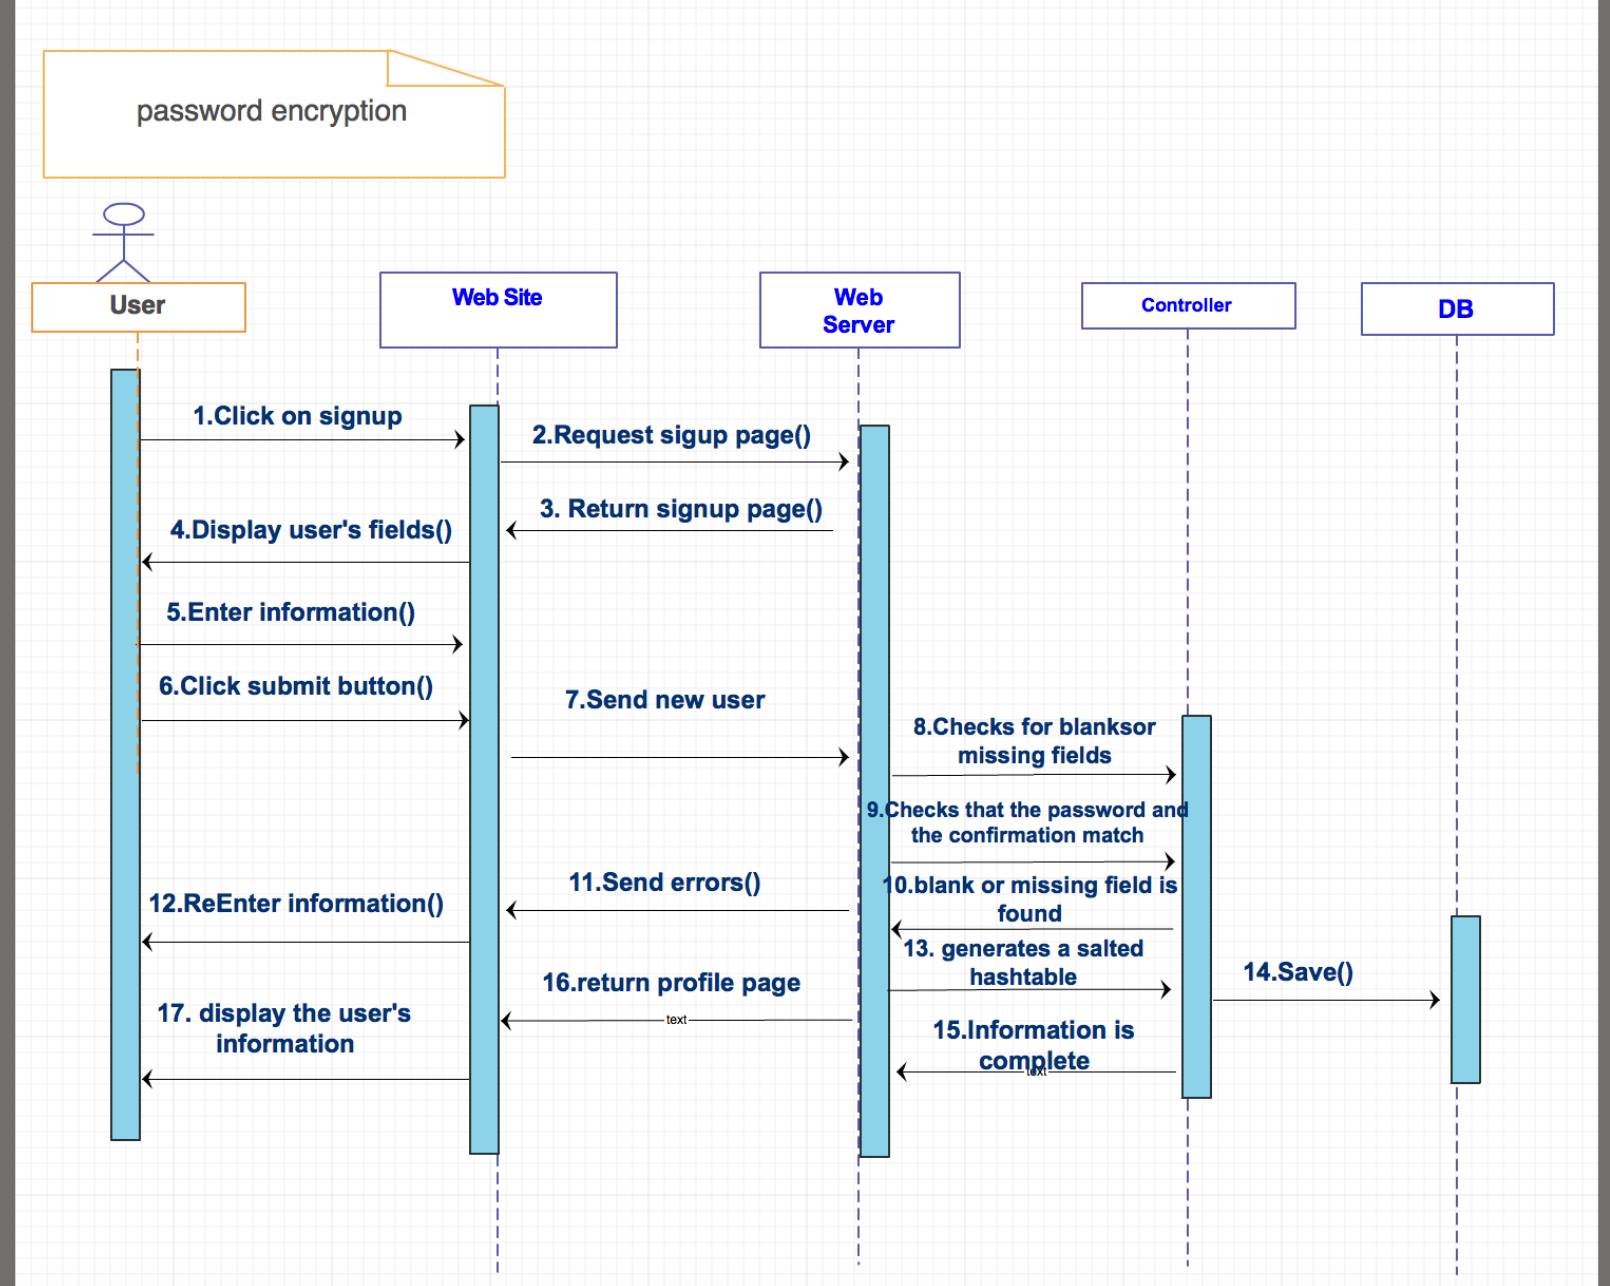 password encryption
User
Web Site
Web
Server
Controller
DB
1.Click on signup
2.Request sigup page()
3. Return signup page()
4.Display user's fields()
5.Enter information()
6.Click submit button()
7.Send new user
8.Checks for blanksor
missing fields
9.Checks that the password and
the confirmation match
10.blank or missing field is
found
11.Send errors()
12.ReEnter information()
13. generates a salted
hashtable
14.Save()
15.Information is
complete
text
16.return profile page
text
17. display the user's
information